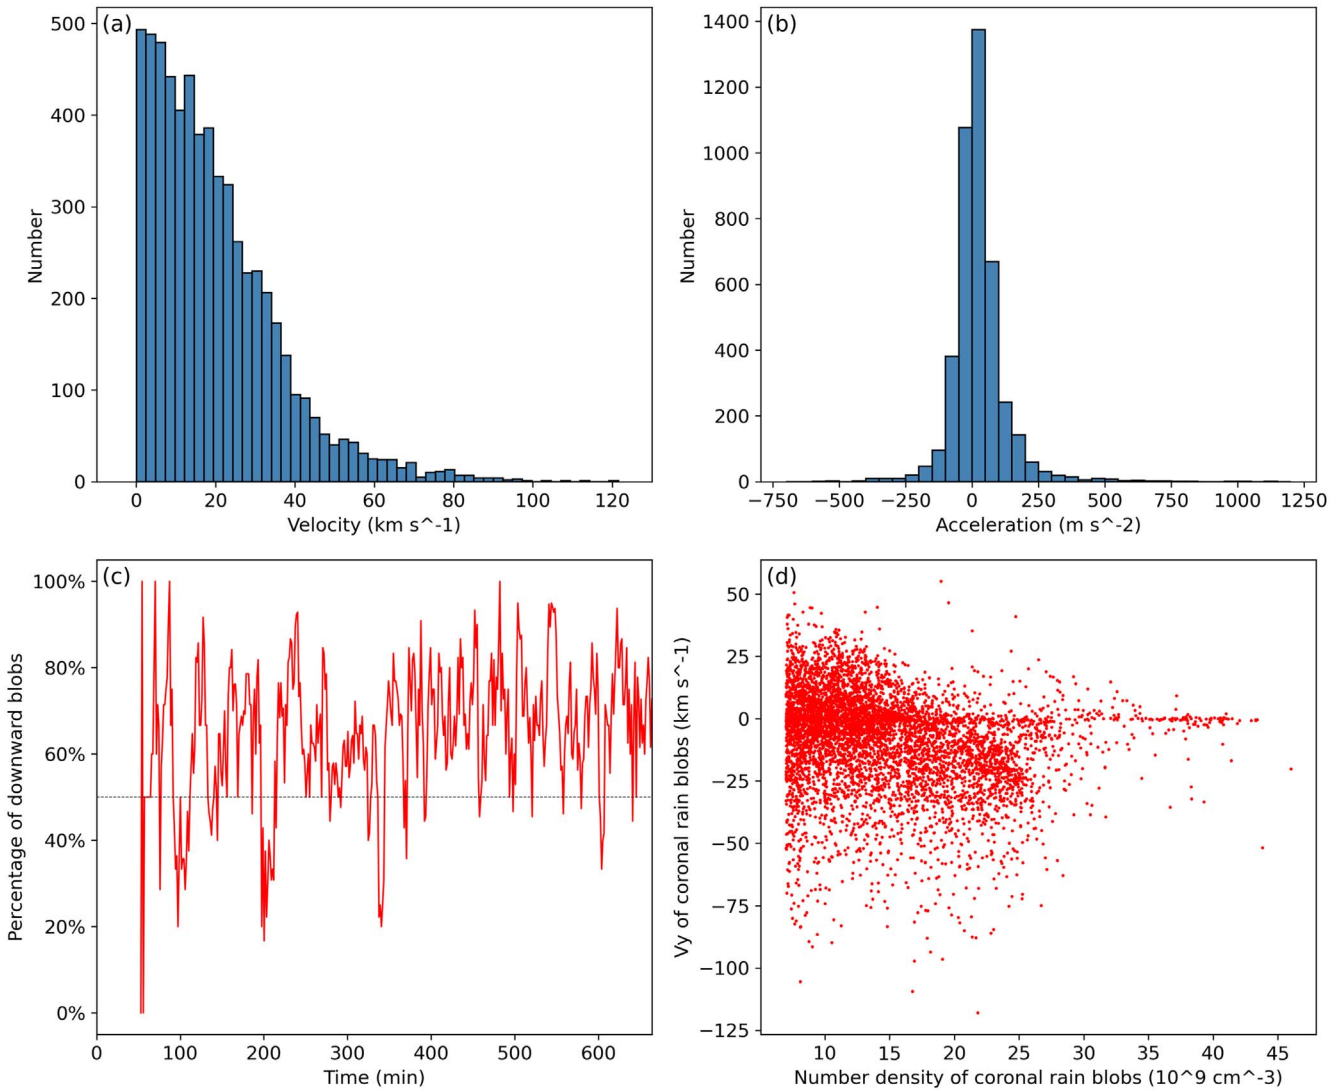 (a)
500
400
300
200
100
0
Number
0 20 40 60 80 100 120
Velocity (km s^-1)
(b)
1400
1200
1000
800
600
400
200
0
Number
−750 −500 −250 0 250 500 750 1000 1250
Acceleration (m s^-2)
(c)
100%
80%
60%
40%
20%
0%
Percentage of downward blobs
0 100 200 300 400 500 600
Time (min)
(d)
50
25
0
−25
−50
−75
−100
−125
Vy of coronal rain blobs (km s^-1)
10 15 20 25 30 35 40 45
Number density of coronal rain blobs (10^9 cm^-3)